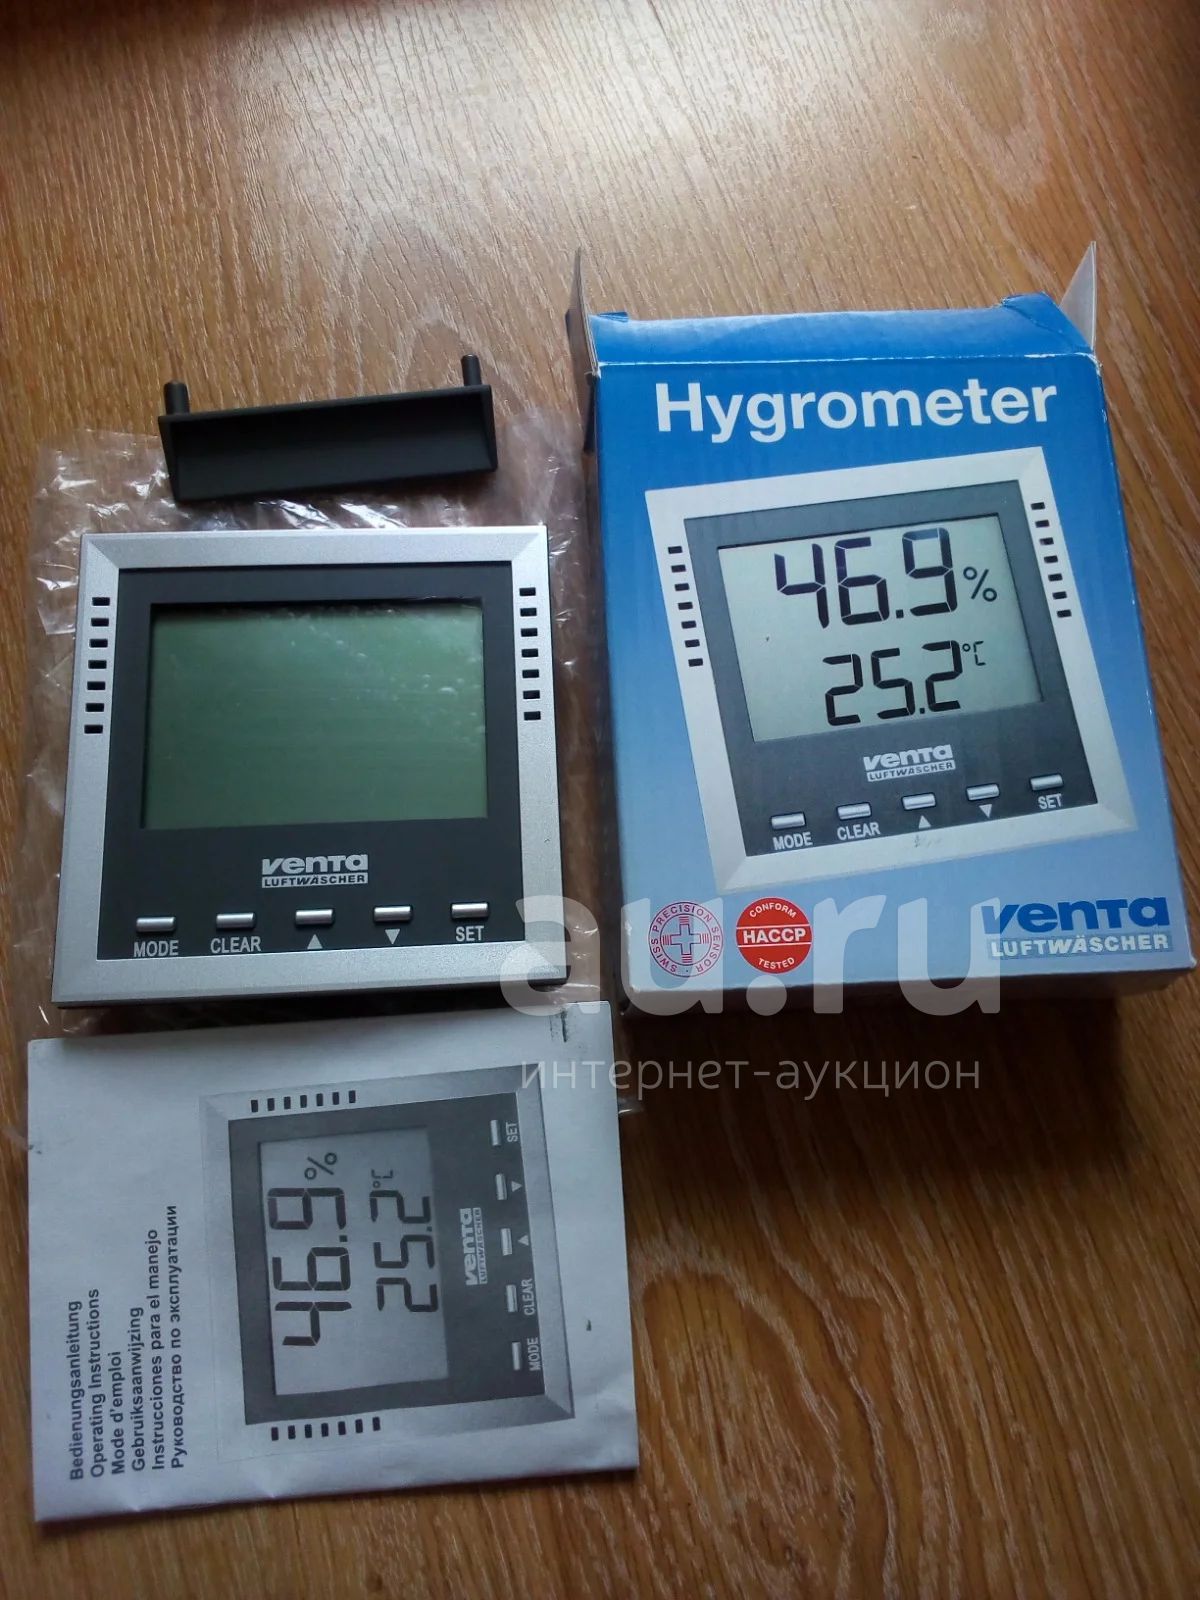 Hygrometer
46.9 %
25.2 °C
venta
LUFTWÄSCHER
MODE CLEAR ▲ ▼ SET
SWISS PRECISION SENSOR
CONFORM
HACCP
TESTED
venta
LUFTWÄSCHER
venta
LUFTWÄSCHER
MODE CLEAR ▲ ▼ SET
au.ru
интернет-аукцион
Bedienungsanleitung
Operating Instructions
Mode d'emploi
Gebruiksaanwijzing
Instrucciones para el manejo
Руководство по эксплуатации
46.9 %
25.2 °C
venta
LUFTWÄSCHER
MODE CLEAR ▲ ▼ SET